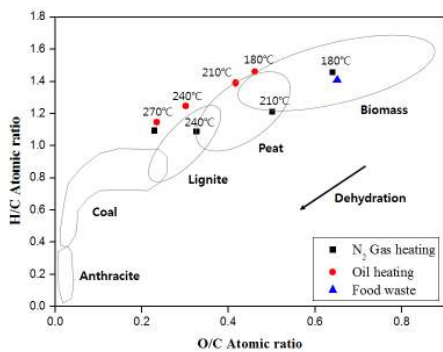 1.8
1.6
1.4
1.2
1.0
0.8
0.6
0.4
0.2
0.0
H/C Atomic ratio
180℃
180℃
210℃
240℃
210℃
270℃
240℃
Biomass
Peat
Lignite
Coal
Dehydration
Anthracite
N₂ Gas heating
Oil heating
Food waste
0.0 0.2 0.4 0.6 0.8
O/C Atomic ratio